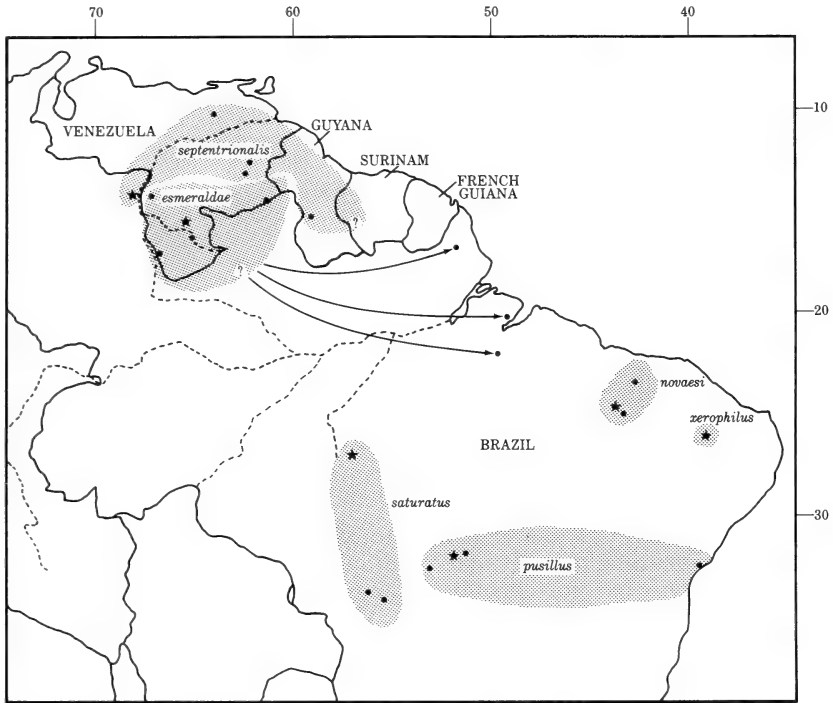 70 60 50 40
10
VENEZUELA
GUYANA
septentrionalis
SURINAM
FRENCH
GUIANA
esmeraldae
?
?
20
novaesi
xerophilus
BRAZIL
saturatus
30
pusillus